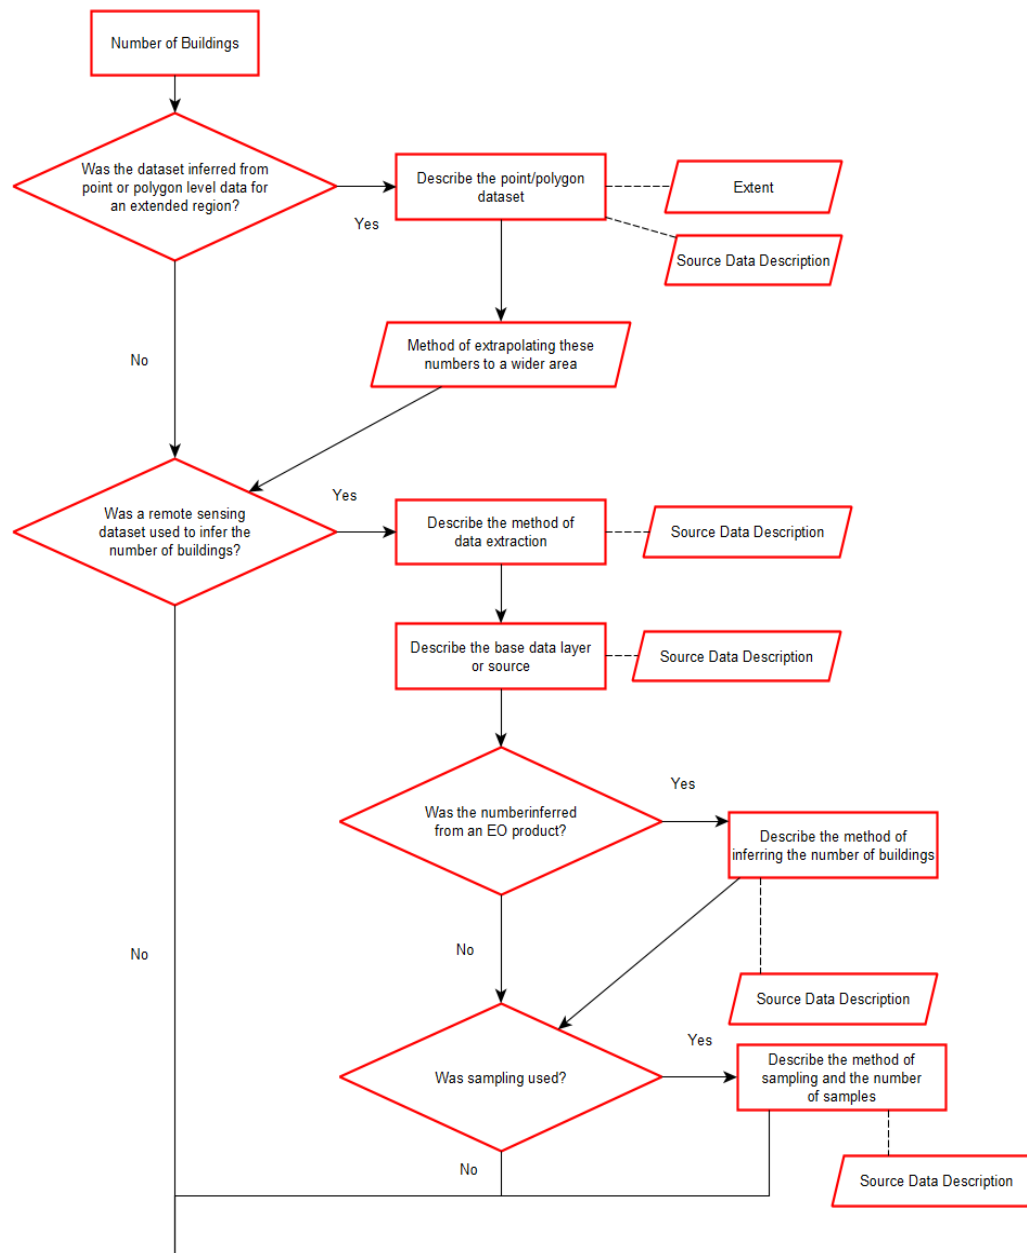 Number of Buildings
Was the dataset inferred from
point or polygon level data for
an extended region?
Yes
Describe the point/polygon
dataset
Extent
Source Data Description
No
Method of extrapolating these
numbers to a wider area
Was a remote sensing
dataset used to infer the
number of buildings?
Yes
Describe the method of
data extraction
Source Data Description
Describe the base data layer
or source
Source Data Description
Was the numberinferred
from an EO product?
Yes
Describe the method of
inferring the number of buildings
No
No
Source Data Description
Was sampling used?
Yes
Describe the method of
sampling and the number
of samples
No
Source Data Description